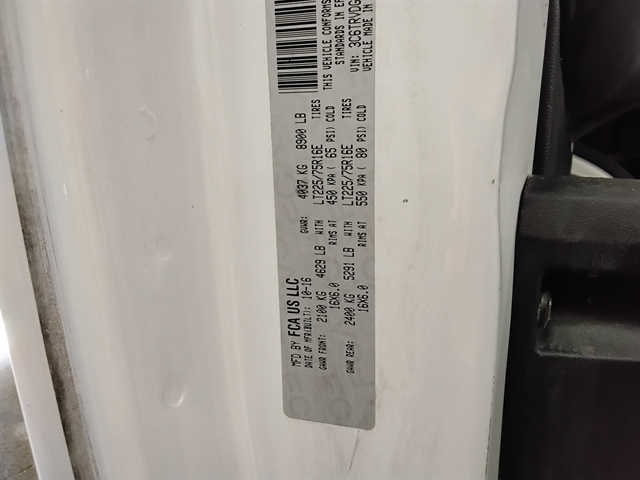 MFD BY FCA US LLC
DATE OF MFR(BUILT): 10-16 GVWR: 4037 KG 8900 LB
GAWR FRONT: 2100 KG 4629 LB WITH LT225/75R16E TIRES
16X6.0 RIMS AT 450 KPA ( 65 PSI) COLD
GAWR REAR: 2400 KG 5291 LB WITH LT225/75R16E TIRES
16X6.0 RIMS AT 550 KPA ( 80 PSI) COLD
THIS VEHICLE CONFORMS
STANDARDS IN
VIN: 3C6TRVDG
VEHICLE MADE IN